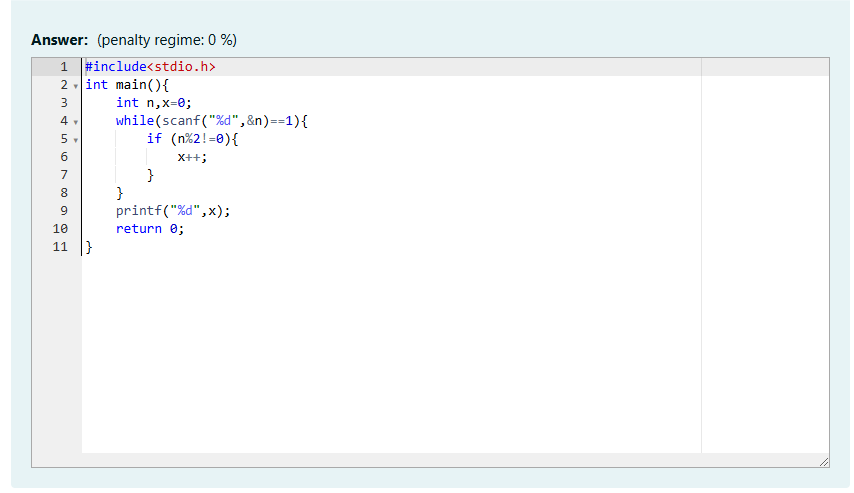 Answer: (penalty regime: 0 %)
1 #include<stdio.h>
2 int main(){
3     int n,x=0;
4     while(scanf("%d",&n)==1){
5         if (n%2!=0){
6             x++;
7         }
8     }
9     printf("%d",x);
10     return 0;
11 }